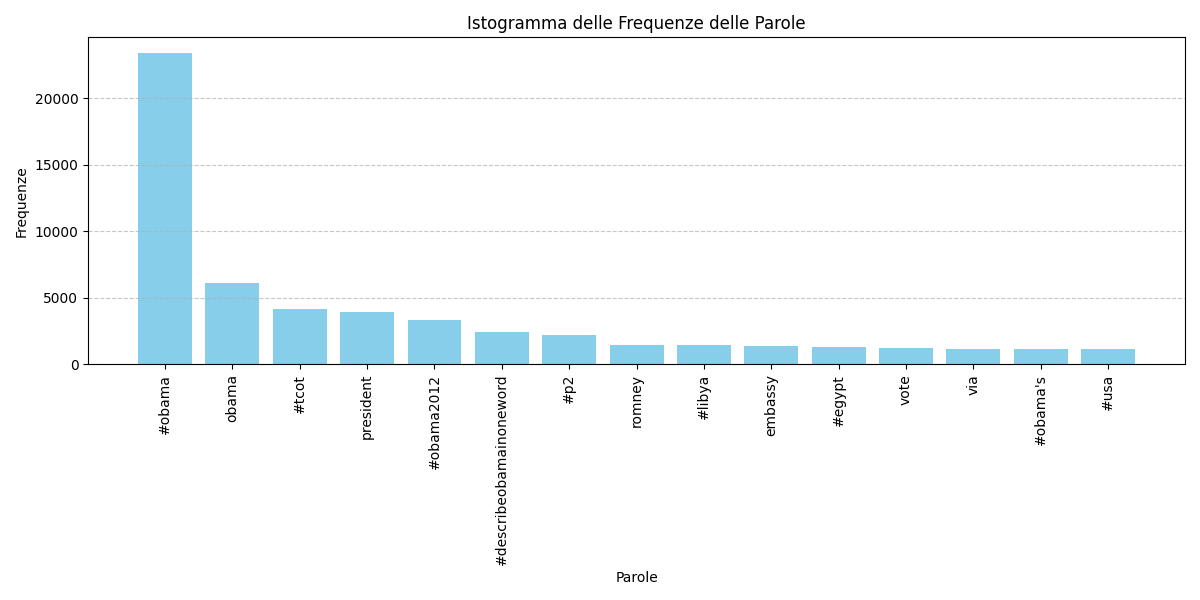 Istogramma delle Frequenze delle Parole
Frequenze
20000
15000
10000
5000
0
#obama
obama
#tcot
president
#obama2012
#describeobamainoneword
#p2
romney
#libya
embassy
#egypt
vote
via
#obama's
#usa
Parole